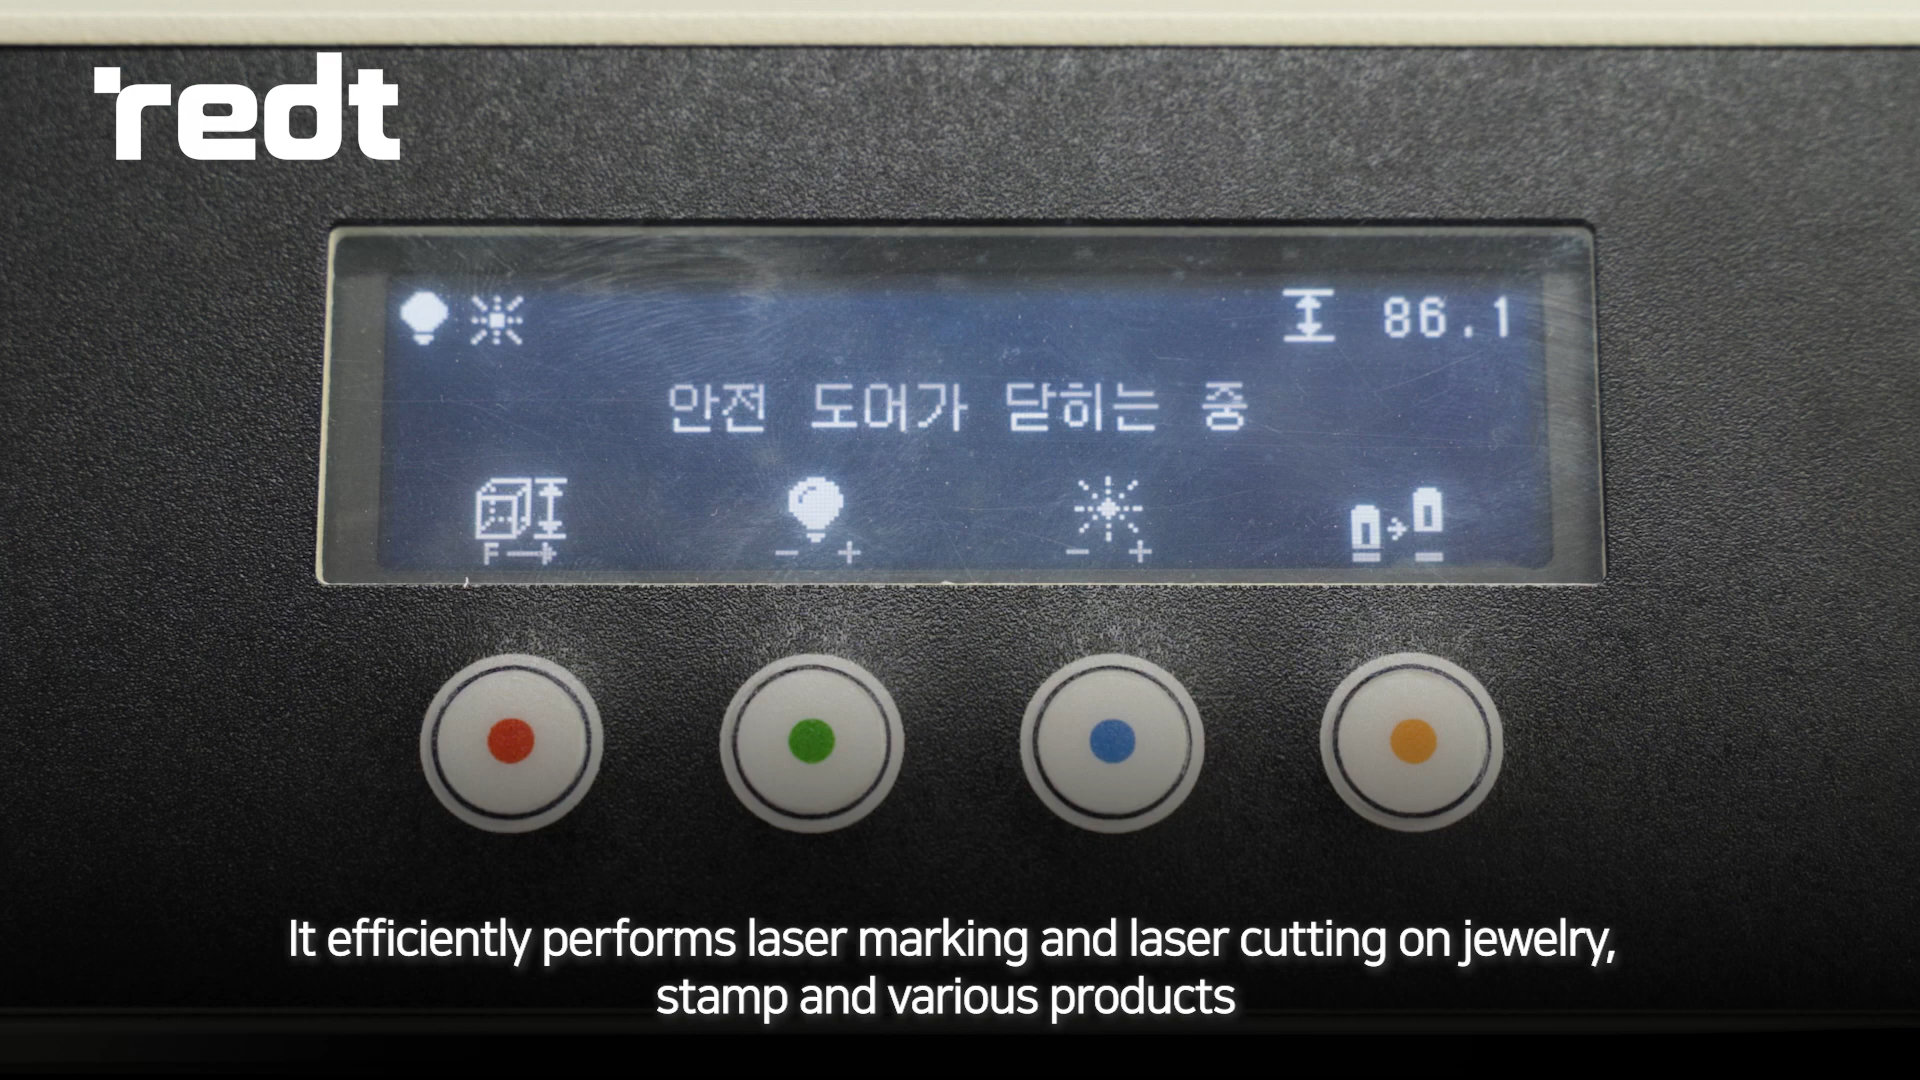 redt
86.1
안전 도어가 닫히는 중
F
- +
- +
It efficiently performs laser marking and laser cutting on jewelry,
stamp and various products